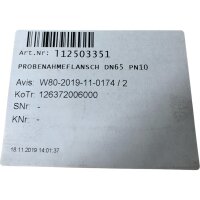 Art.Nr: 112503351
PROBENAHMEFLANSCH DN65 PN10
Avis: W80-2019-11-0174 / 2
KoTr: 126372006000
SNr: -
KNr: -
18.11.2019 14:01:37